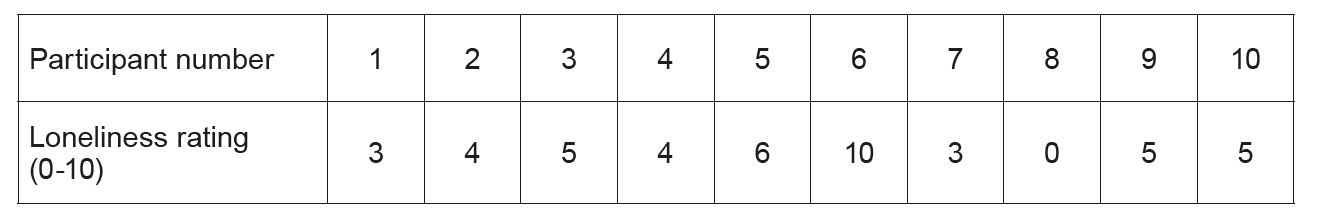 Participant number 1 2 3 4 5 6 7 8 9 10
Loneliness rating
(0-10) 3 4 5 4 6 10 3 0 5 5